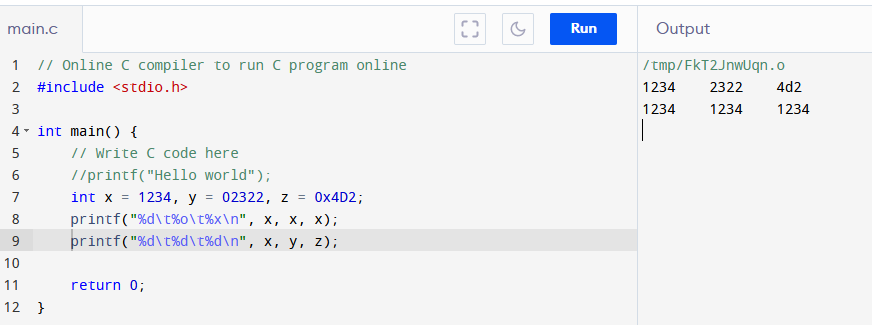 main.c
Run
Output
1 // Online C compiler to run C program online
2 #include <stdio.h>
3
4 int main() {
5 // Write C code here
6 //printf("Hello world");
7 int x = 1234, y = 02322, z = 0x4D2;
8 printf("%d\t%o\t%x\n", x, x, x);
9 printf("%d\t%d\t%d\n", x, y, z);
10
11 return 0;
12 }
/tmp/FkT2JnwUqn.o
1234 2322 4d2
1234 1234 1234